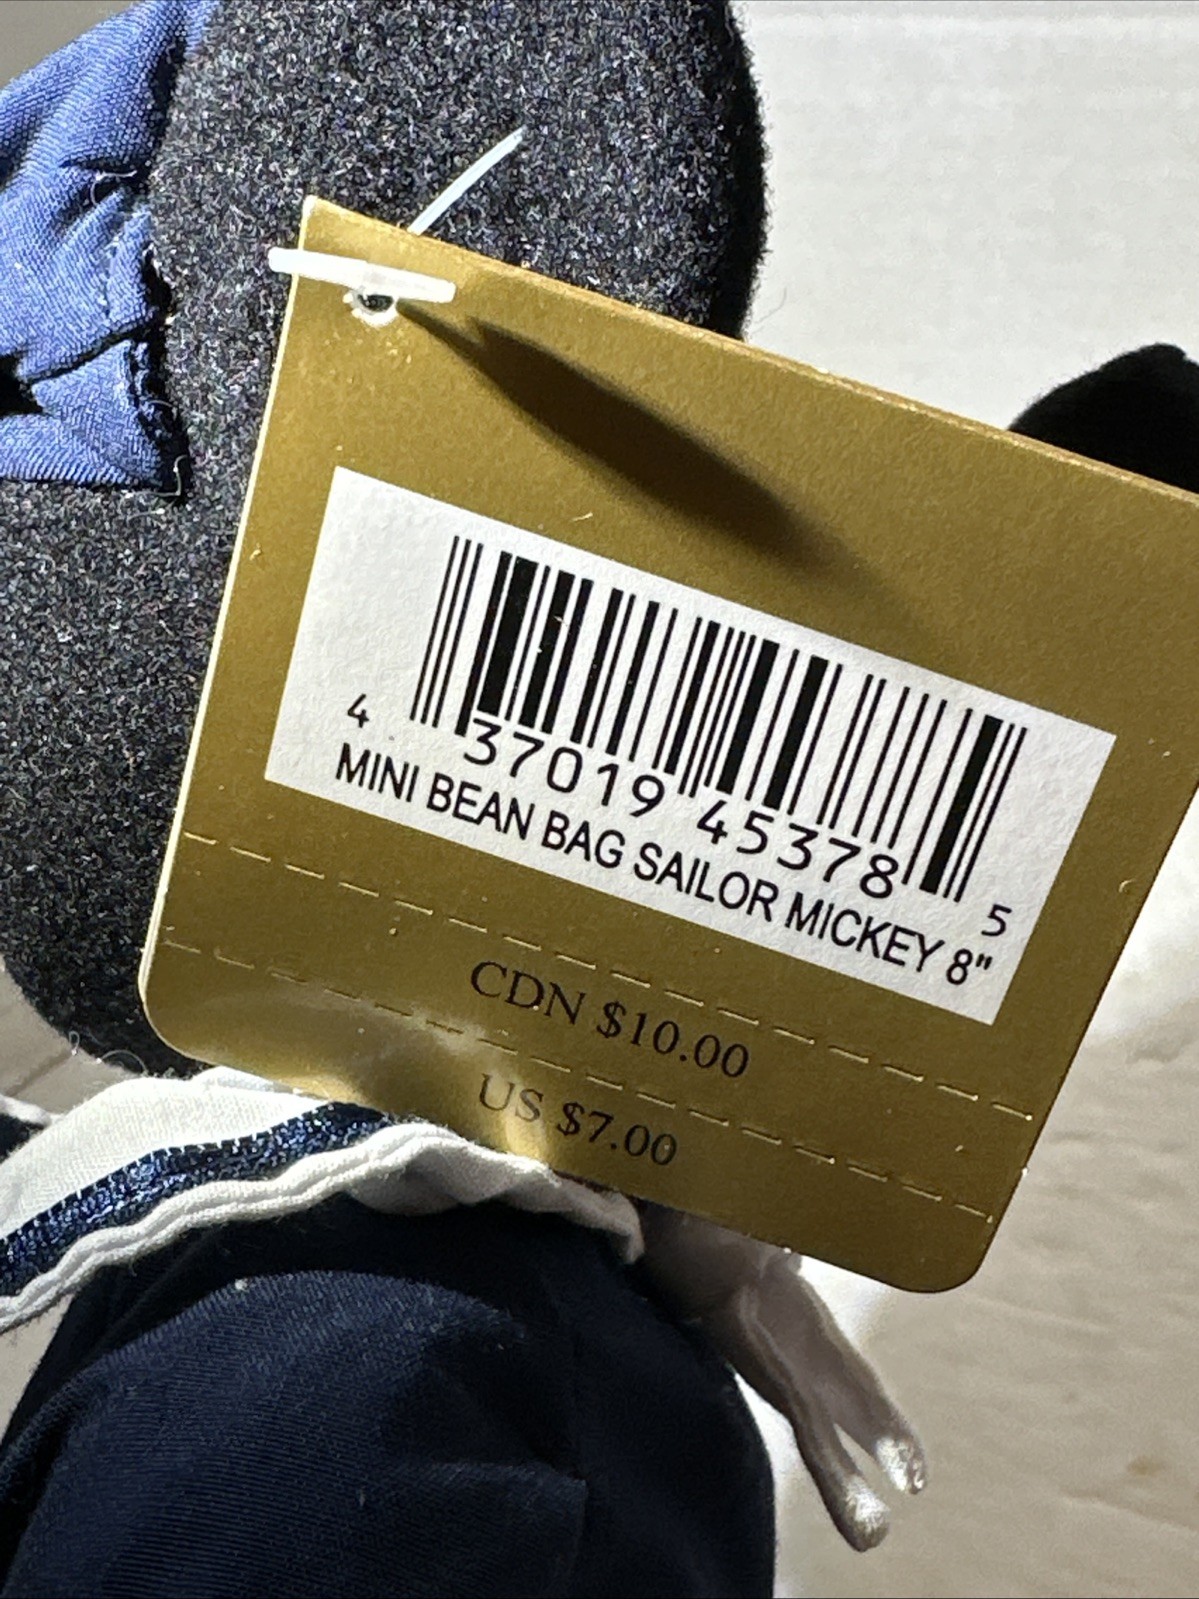 4 37019 45378 5
MINI BEAN BAG SAILOR MICKEY 8"
CDN $10.00
US $7.00